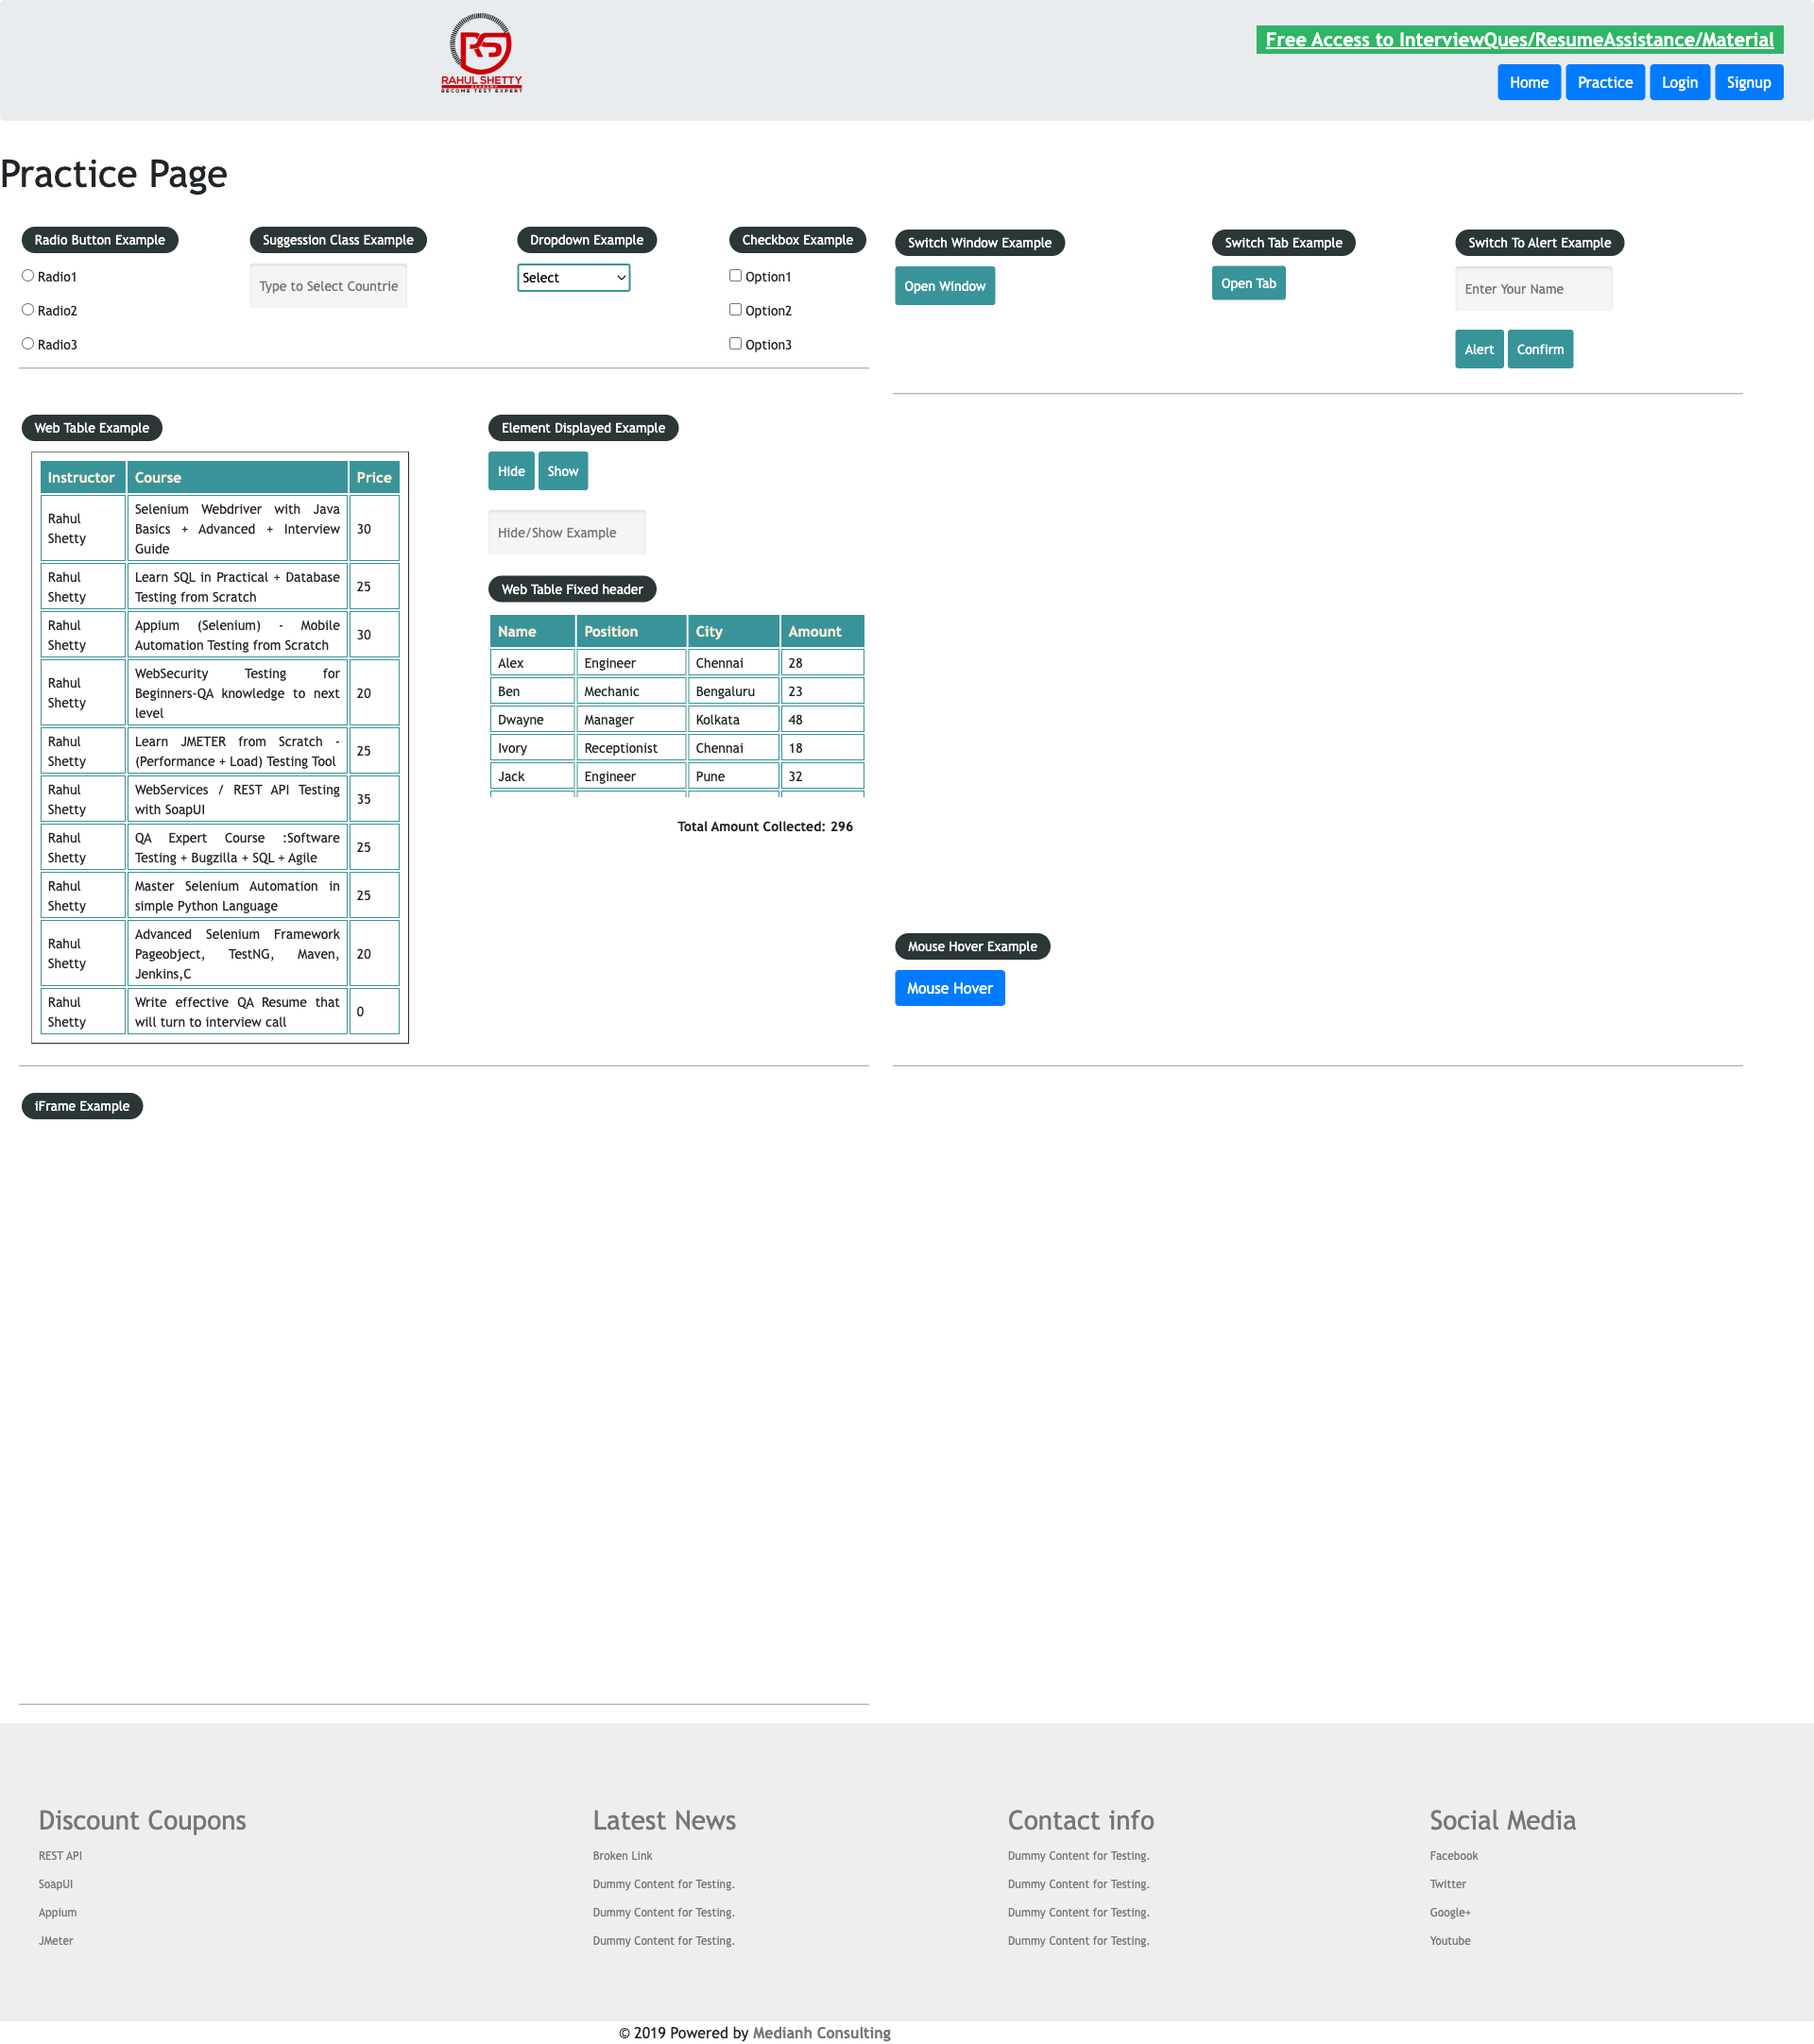 RS
RAHUL SHETTY
ACADEMY
BECOME TEST EXPERT
Free Access to InterviewQues/ResumeAssistance/Material
Home Practice Login Signup
Practice Page
Radio Button Example
Radio1
Radio2
Radio3
Suggession Class Example
Type to Select Countrie
Dropdown Example
Select
Checkbox Example
Option1
Option2
Option3
Switch Window Example
Open Window
Switch Tab Example
Open Tab
Switch To Alert Example
Enter Your Name
Alert Confirm
Web Table Example
Instructor Course Price
Rahul Shetty Selenium Webdriver with Java Basics + Advanced + Interview Guide 30
Rahul Shetty Learn SQL in Practical + Database Testing from Scratch 25
Rahul Shetty Appium (Selenium) - Mobile Automation Testing from Scratch 30
Rahul Shetty WebSecurity Testing for Beginners-QA knowledge to next level 20
Rahul Shetty Learn JMETER from Scratch - (Performance + Load) Testing Tool 25
Rahul Shetty WebServices / REST API Testing with SoapUI 35
Rahul Shetty QA Expert Course :Software Testing + Bugzilla + SQL + Agile 25
Rahul Shetty Master Selenium Automation in simple Python Language 25
Rahul Shetty Advanced Selenium Framework Pageobject, TestNG, Maven, Jenkins,C 20
Rahul Shetty Write effective QA Resume that will turn to interview call 0
Element Displayed Example
Hide Show
Hide/Show Example
Web Table Fixed header
Name Position City Amount
Alex Engineer Chennai 28
Ben Mechanic Bengaluru 23
Dwayne Manager Kolkata 48
Ivory Receptionist Chennai 18
Jack Engineer Pune 32
Total Amount Collected: 296
Mouse Hover Example
Mouse Hover
iFrame Example
Discount Coupons
REST API
SoapUI
Appium
JMeter
Latest News
Broken Link
Dummy Content for Testing.
Dummy Content for Testing.
Dummy Content for Testing.
Contact info
Dummy Content for Testing.
Dummy Content for Testing.
Dummy Content for Testing.
Dummy Content for Testing.
Social Media
Facebook
Twitter
Google+
Youtube
© 2019 Powered by Medianh Consulting